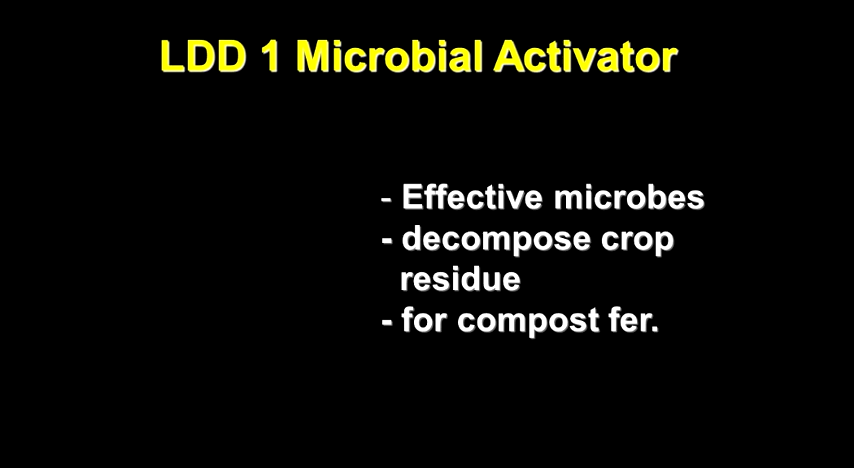 LDD 1 Microbial Activator
- Effective microbes
- decompose crop
residue
- for compost fer.